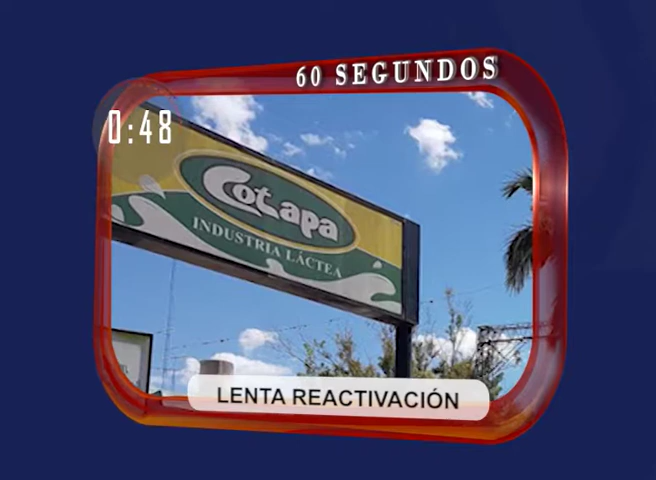 60 SEGUNDOS
0:48
Cotapa
INDUSTRIA LÁCTEA
LENTA REACTIVACIÓN